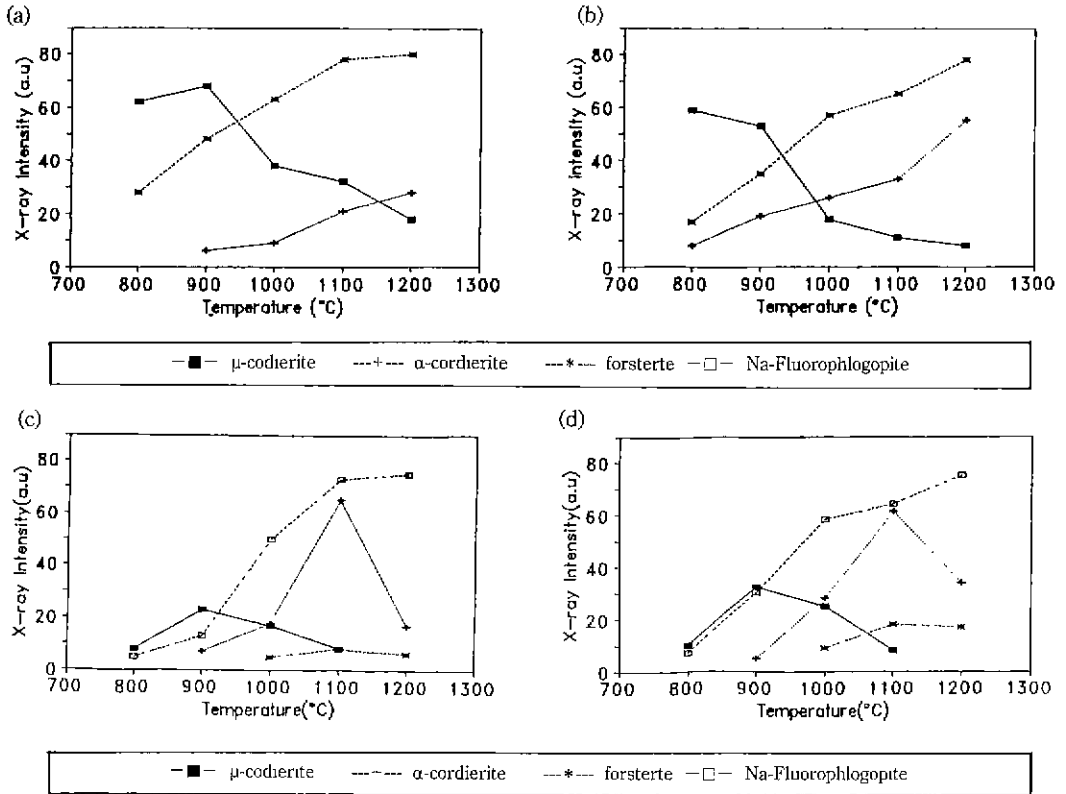 (a)
(b)
X-ray Intensity (a.u)
80
60
40
20
0
700 800 900 1000 1100 1200 1300
Temperature (°C)
X-ray Intensity (a.u)
80
60
40
20
0
700 800 900 1000 1100 1200 1300
Temperature (°C)
μ-codierite α-cordierite forsterte Na-Fluorophlogopite
(c)
(d)
X-ray Intensity(a.u)
80
60
40
20
0
700 800 900 1000 1100 1200 1300
Temperature(°C)
X-ray Intensity(a.u)
80
60
40
20
0
700 800 900 1000 1100 1200 1300
Temperature(°C)
μ-codierite α-cordierite forsterte Na-Fluorophlogopite